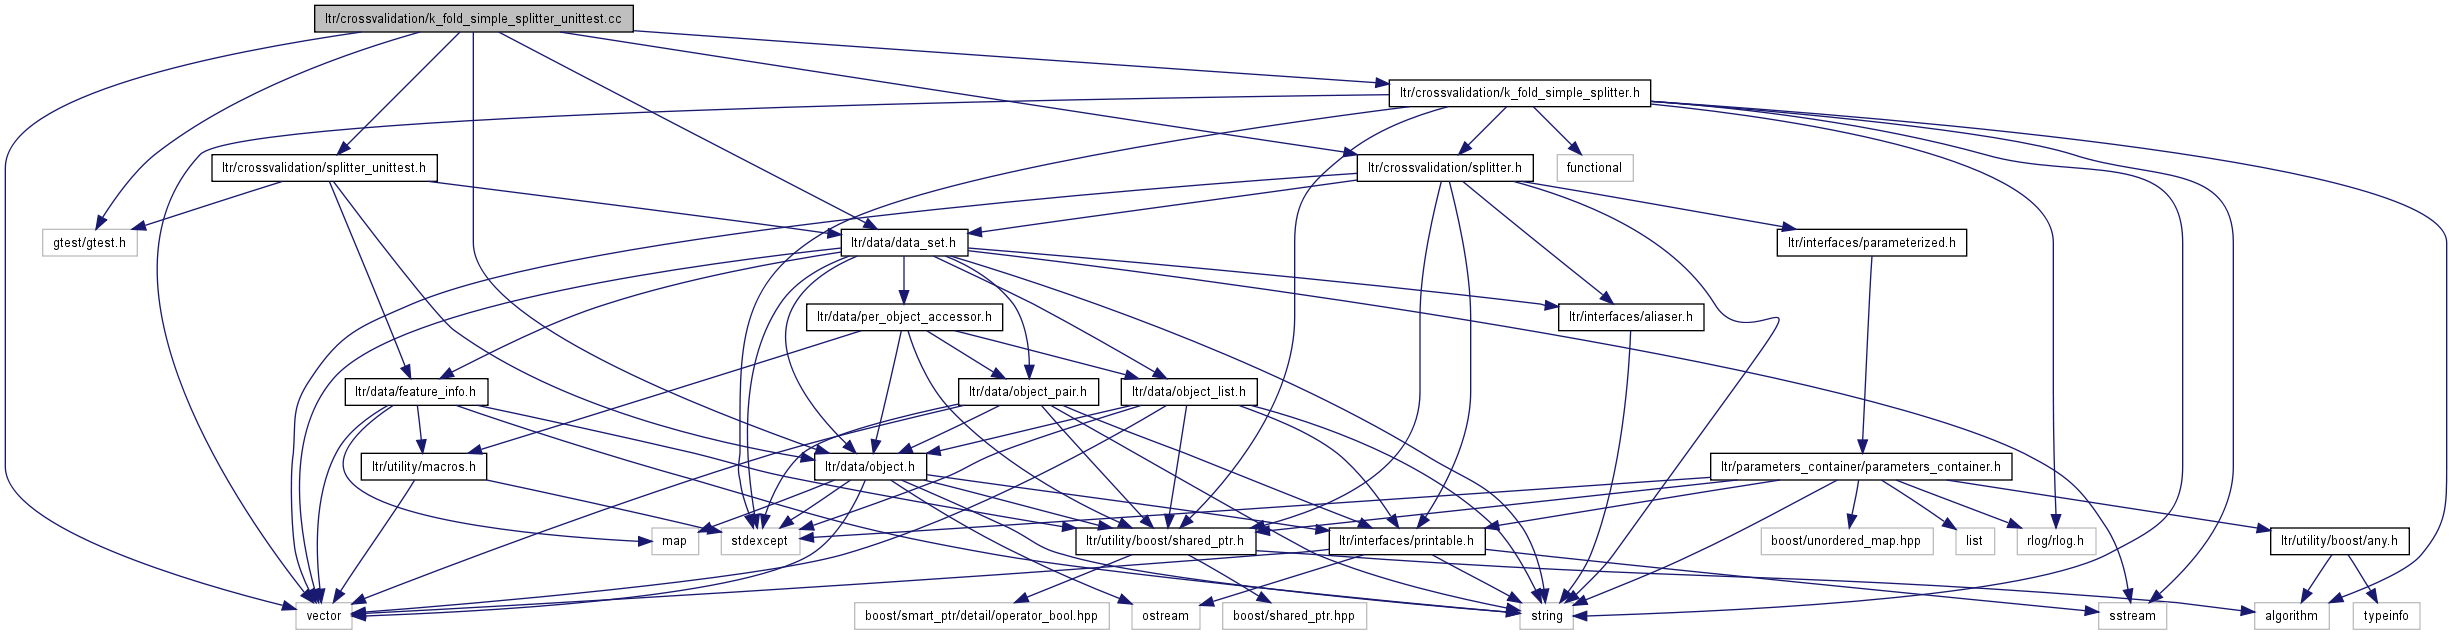 ltr/crossvalidation/k_fold_simple_splitter_unittest.cc
ltr/crossvalidation/k_fold_simple_splitter.h
ltr/crossvalidation/splitter_unittest.h
ltr/crossvalidation/splitter.h
functional
gtest/gtest.h
ltr/data/data_set.h
ltr/interfaces/parameterized.h
ltr/data/per_object_accessor.h
ltr/interfaces/aliaser.h
ltr/data/feature_info.h
ltr/data/object_pair.h
ltr/data/object_list.h
ltr/utility/macros.h
ltr/data/object.h
ltr/parameters_container/parameters_container.h
map
stdexcept
ltr/utility/boost/shared_ptr.h
ltr/interfaces/printable.h
boost/unordered_map.hpp
list
rlog/rlog.h
ltr/utility/boost/any.h
vector
boost/smart_ptr/detail/operator_bool.hpp
ostream
boost/shared_ptr.hpp
string
sstream
algorithm
typeinfo